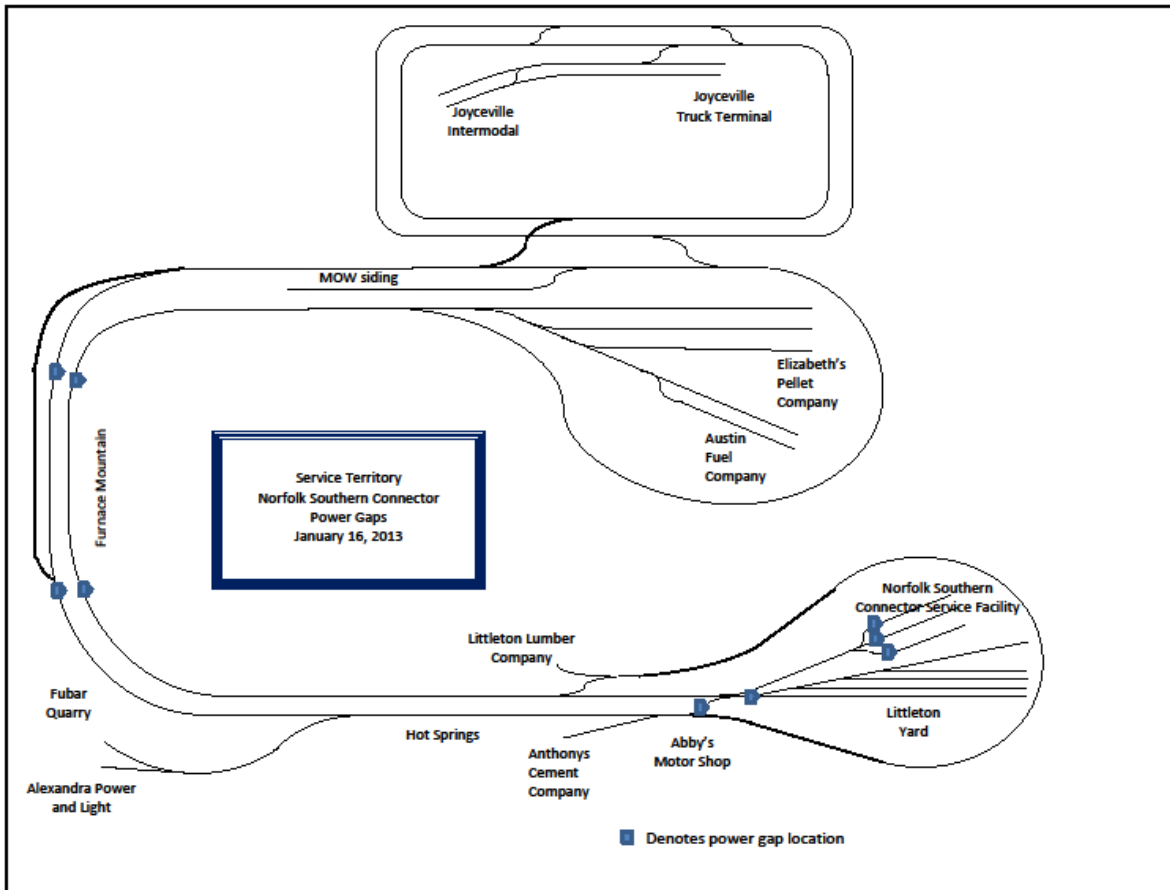 Joyceville
Intermodal
Joyceville
Truck Terminal
MOW siding
Elizabeth's
Pellet
Company
Austin
Fuel
Company
Furnace Mountain
Service Territory
Norfolk Southern Connector
Power Gaps
January 16, 2013
Norfolk Southern
Connector Service Facility
Littleton Lumber
Company
Fubar
Quarry
Hot Springs
Littleton
Yard
Anthonys
Cement
Company
Abby's
Motor Shop
Alexandra Power
and Light
Denotes power gap location